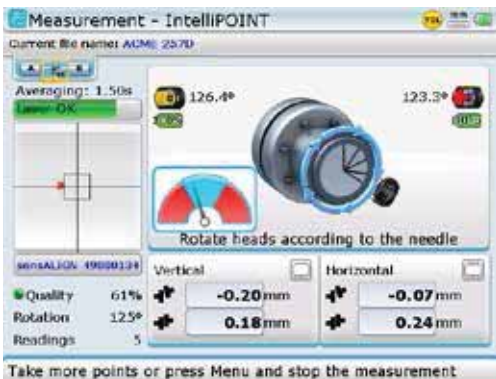 Measurement - IntelliPOINT
Current file name: ACME 257D
Averaging: 1.50s
Laser OK
126.4°
123.3°
Rotate heads according to the needle
sensALIGN 49000134
Quality 61%
Rotation 125°
Readings 5
Vertical
-0.20 mm
0.18 mm
Horizontal
-0.07 mm
0.24 mm
Take more points or press Menu and stop the measurement